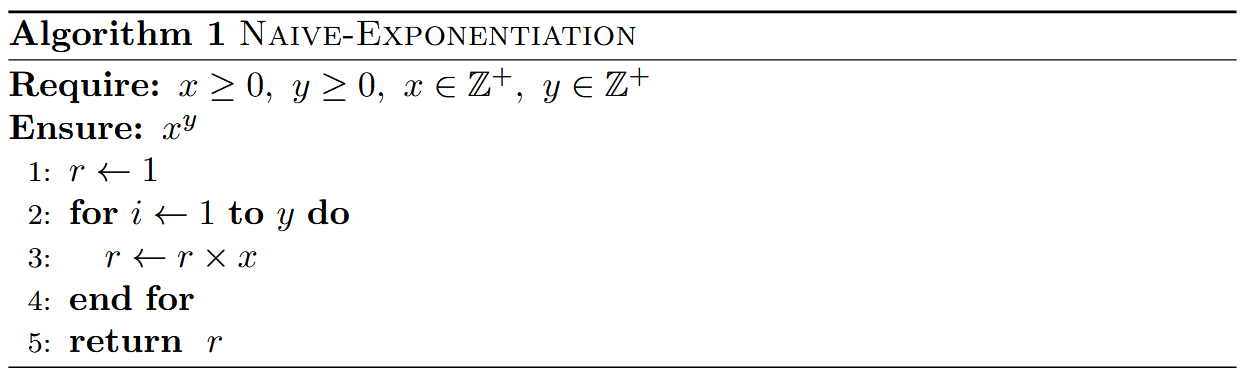 Algorithm 1 NAIVE-EXPONENTIATION
Require: x ≥ 0, y ≥ 0, x ∈ ℤ⁺, y ∈ ℤ⁺
Ensure: xʸ
1: r ← 1
2: for i ← 1 to y do
3: r ← r × x
4: end for
5: return r